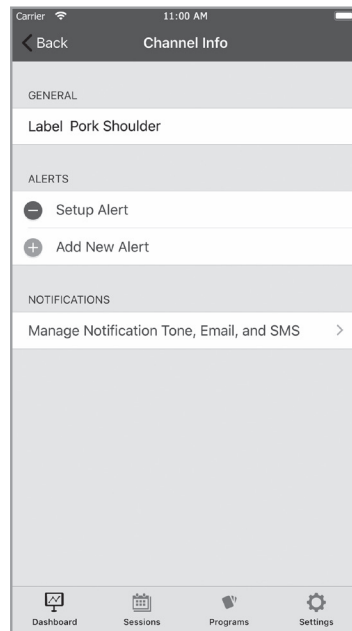 Carrier 11:00 AM
Back Channel Info
GENERAL
Label Pork Shoulder
ALERTS
Setup Alert
Add New Alert
NOTIFICATIONS
Manage Notification Tone, Email, and SMS
Dashboard Sessions Programs Settings